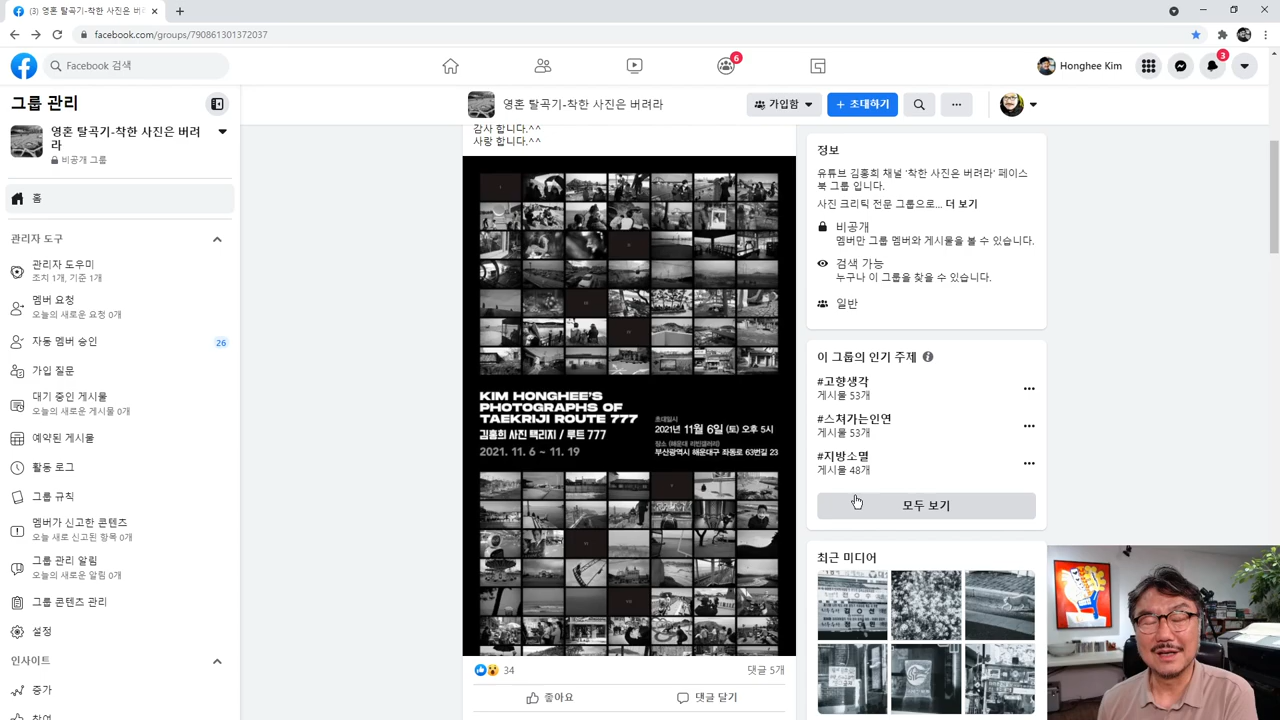 (3) 영혼 탈곡기-착한 사진은 버려
facebook.com/groups/790861301372037
Facebook 검색
6
Honghee Kim
3
그룹 관리
영혼 탈곡기-착한 사진은 버려
라
비공개 그룹
홈
관리자 도구
관리자 도우미
조치 1개, 기준 1개
멤버 요청
오늘의 새로운 요청 0개
자동 멤버 승인
26
가입 질문
대기 중인 게시물
오늘의 새로운 게시물 0개
예약된 게시물
활동 로그
그룹 규칙
멤버가 신고한 콘텐츠
오늘 새로 신고된 항목 0개
그룹 관리 알림
오늘의 새로운 알림 0개
그룹 콘텐츠 관리
설정
인사이트
증가
참여
영혼 탈곡기-착한 사진은 버려라
가입함
+ 초대하기
감사 합니다.^^
사랑 합니다.^^
KIM HONGHEE'S
PHOTOGRAPHS OF
TAEKRIJI ROUTE 777
김홍희 사진 택리지 / 루트 777
2021. 11. 6 ~ 11. 19
초대일시
2021년 11월 6일 (토) 오후 5시
장소 (해운대 리빈갤러리)
부산광역시 해운대구 좌동로 63번길 23
34
댓글 5개
좋아요
댓글 달기
정보
유튜브 김홍희 채널 '착한 사진은 버려라' 페이스
북 그룹 입니다.
사진 크리틱 전문 그룹으로... 더 보기
비공개
멤버만 그룹 멤버와 게시물을 볼 수 있습니다.
검색 가능
누구나 이 그룹을 찾을 수 있습니다.
일반
이 그룹의 인기 주제
#고향생각
게시물 53개
#스쳐가는인연
게시물 53개
#지방소멸
게시물 48개
모두 보기
최근 미디어